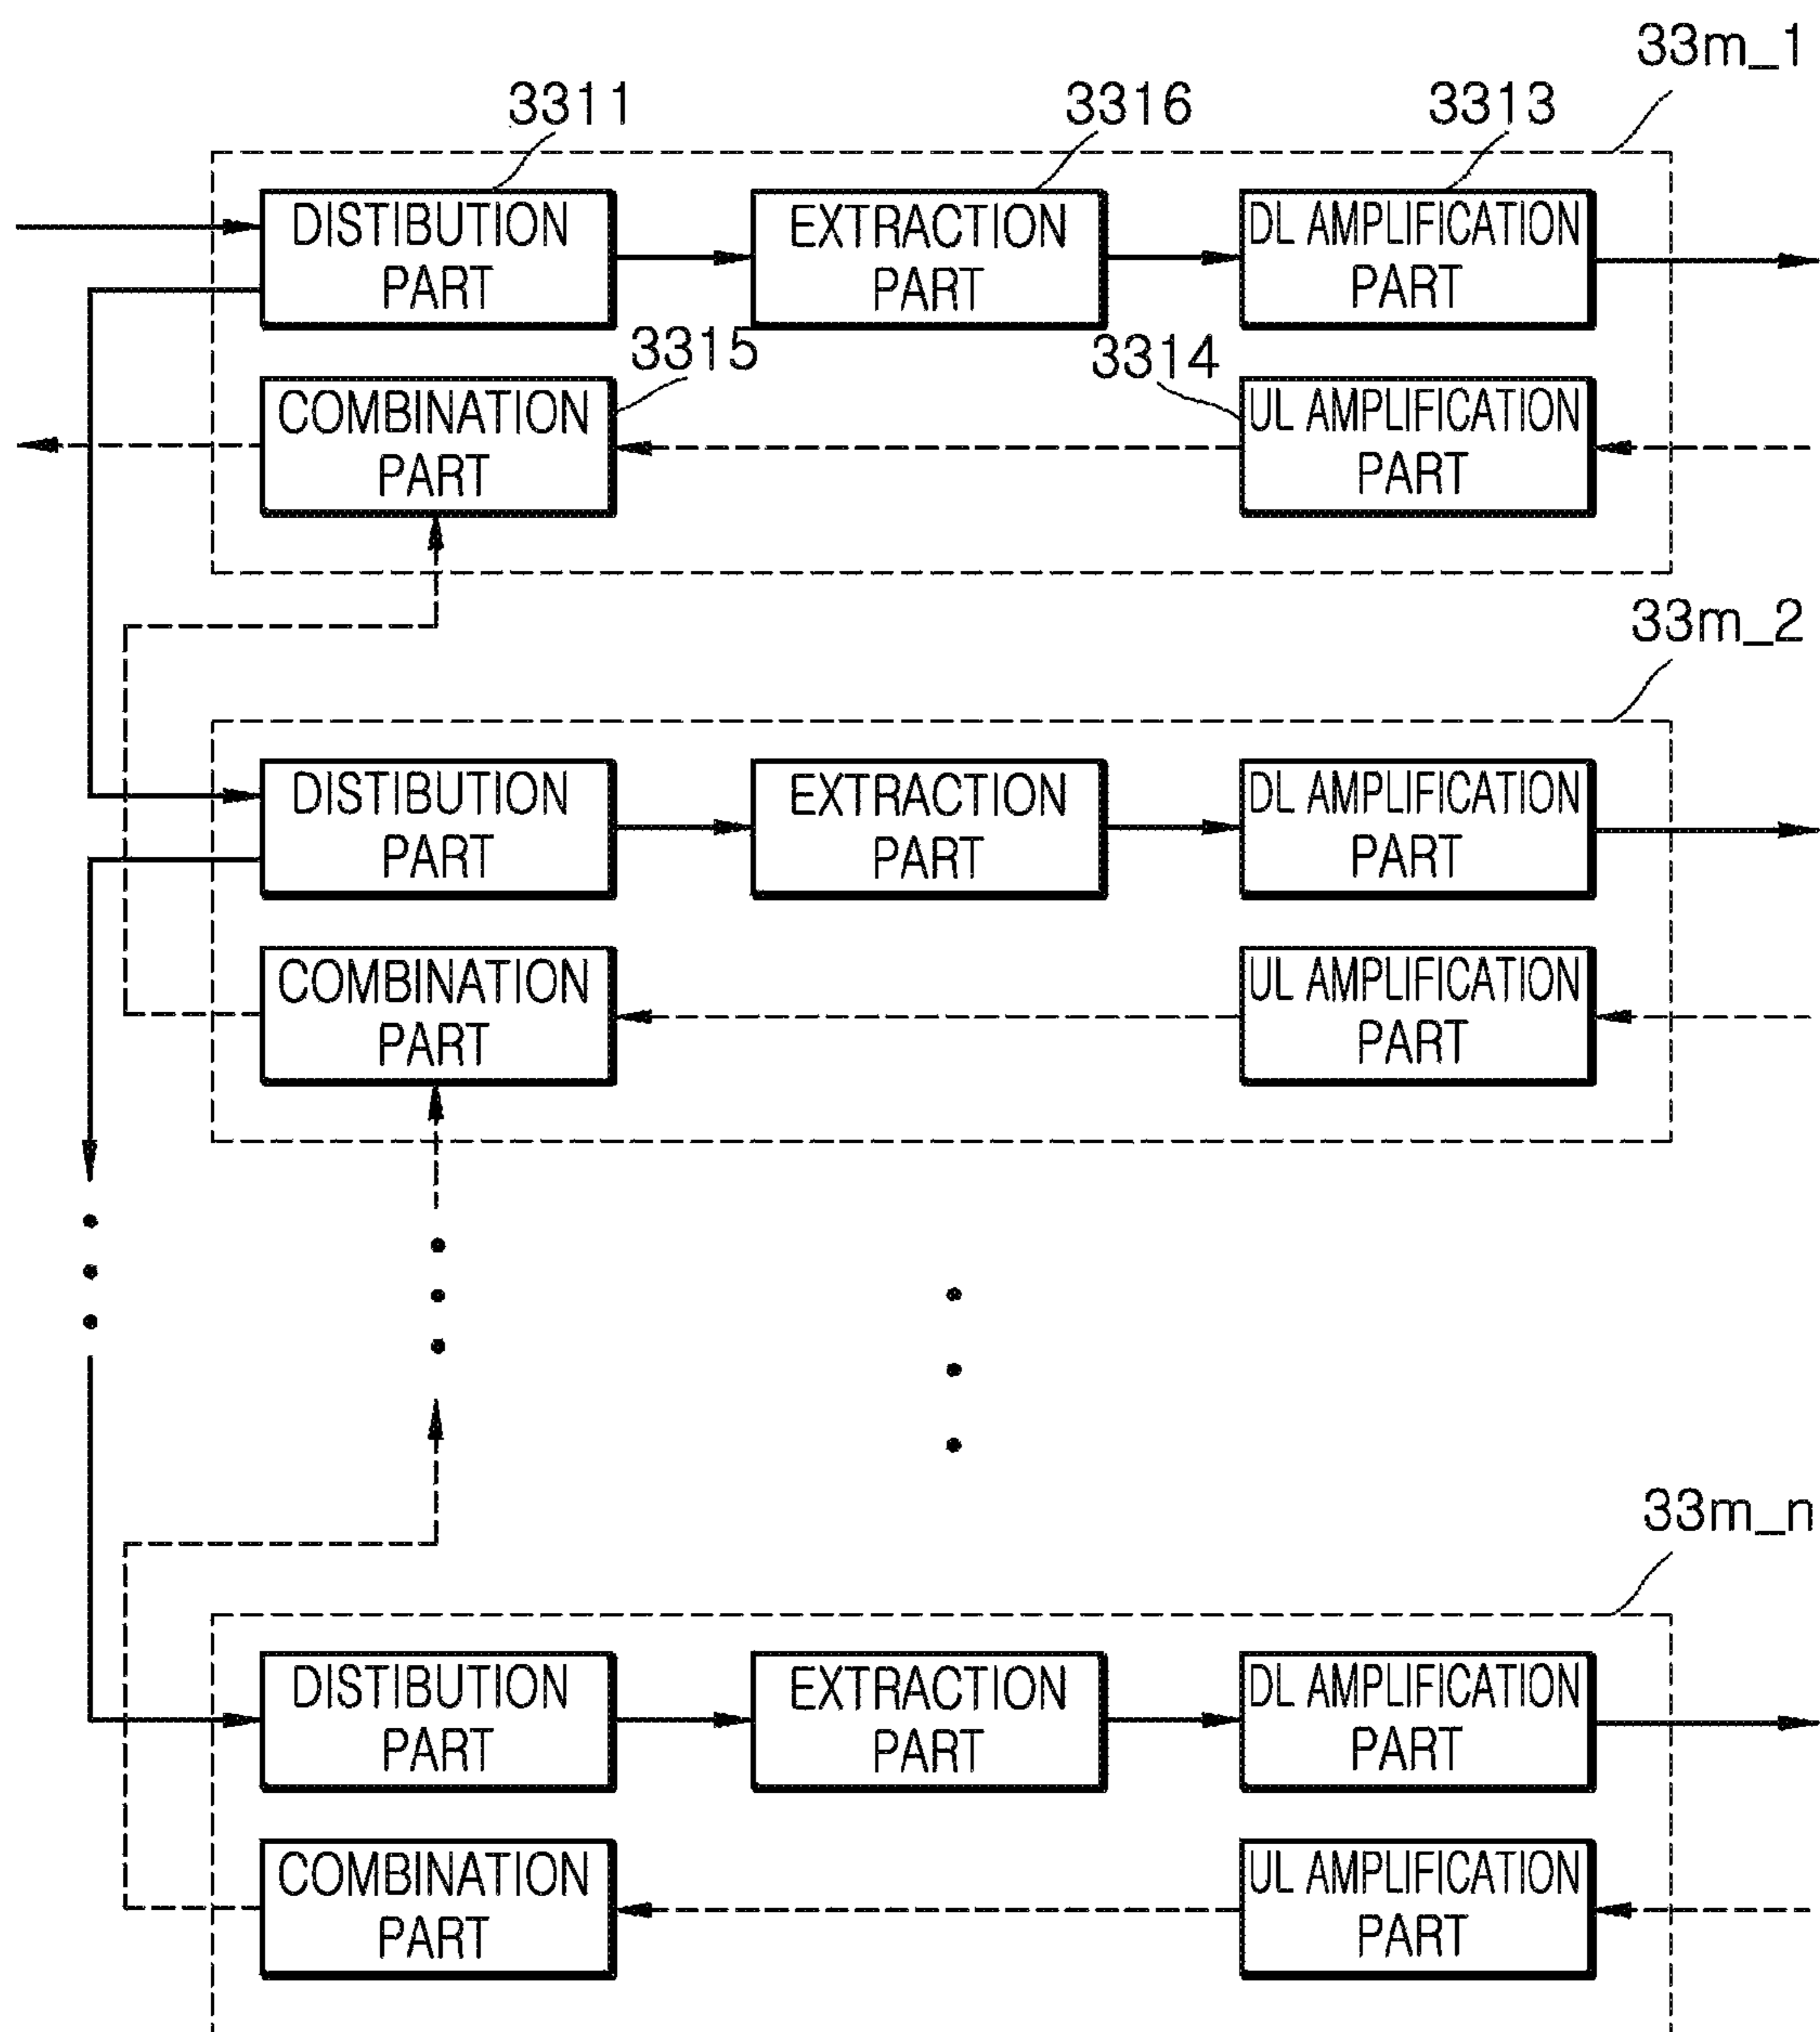 33m_1
3311
3316
3313
DISTIBUTION
PART
EXTRACTION
PART
DL AMPLIFICATION
PART
3315
3314
COMBINATION
PART
UL AMPLIFICATION
PART
33m_2
DISTIBUTION
PART
EXTRACTION
PART
DL AMPLIFICATION
PART
COMBINATION
PART
UL AMPLIFICATION
PART
33m_n
DISTIBUTION
PART
EXTRACTION
PART
DL AMPLIFICATION
PART
COMBINATION
PART
UL AMPLIFICATION
PART